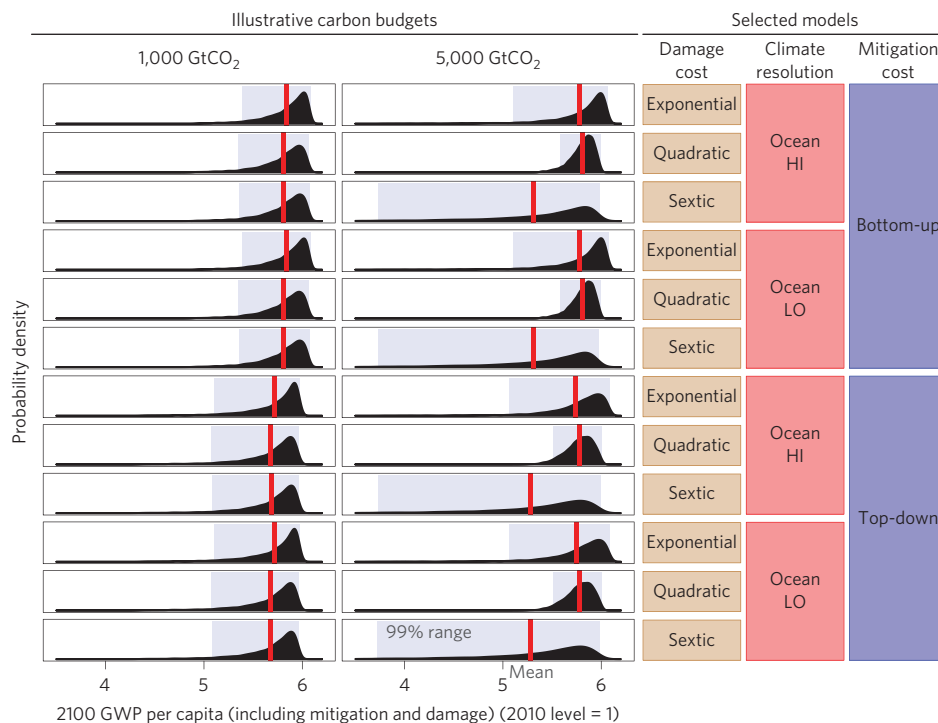 Illustrative carbon budgets
Selected models
1,000 GtCO₂
5,000 GtCO₂
Damage cost
Climate resolution
Mitigation cost
Probability density
Exponential
Quadratic
Sextic
Ocean HI
Bottom-up
Exponential
Quadratic
Sextic
Ocean LO
Exponential
Quadratic
Sextic
Ocean HI
Top-down
Exponential
Quadratic
Sextic
Ocean LO
99% range
Mean
4 5 6
4 5 6
2100 GWP per capita (including mitigation and damage) (2010 level = 1)